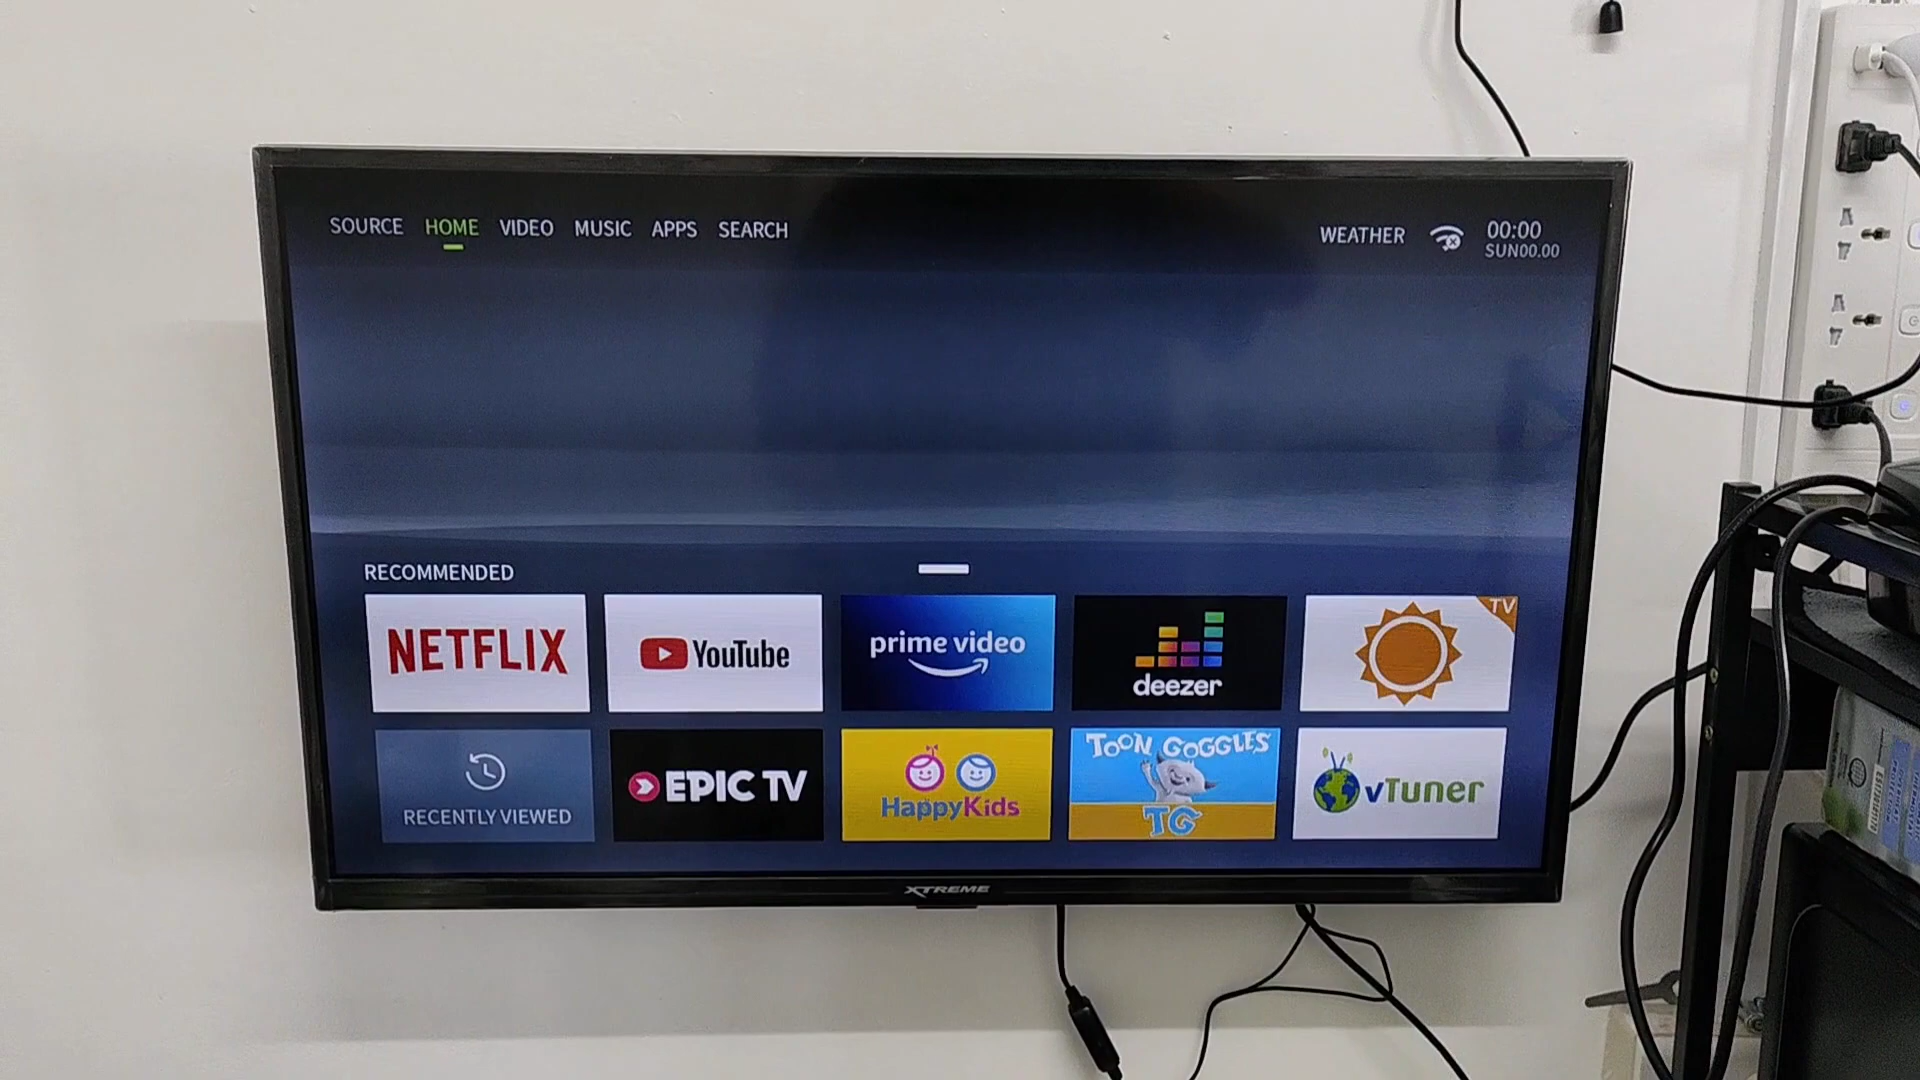 SOURCE HOME VIDEO MUSIC APPS SEARCH
WEATHER
00:00
SUN00.00
RECOMMENDED
NETFLIX
YouTube
prime video
deezer
TV
RECENTLY VIEWED
EPIC TV
HappyKids
TOON GOGGLES
TG
vTuner
XTREME